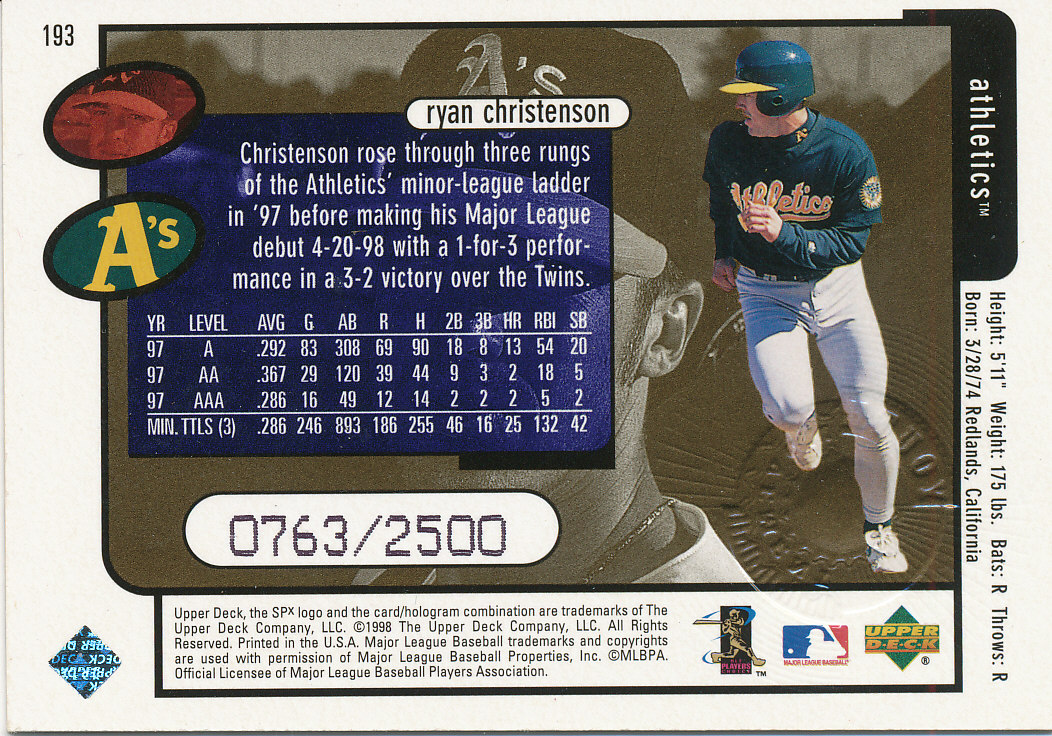 193
A's
ryan christenson
Christenson rose through three rungs
of the Athletics' minor-league ladder
in '97 before making his Major League
debut 4-20-98 with a 1-for-3 perfor-
mance in a 3-2 victory over the Twins.
A's
YR LEVEL AVG G AB R H 2B 3B HR RBI SB
97 A .292 83 308 69 90 18 8 13 54 20
97 AA .367 29 120 39 44 9 3 2 18 5
97 AAA .286 16 49 12 14 2 2 2 5 2
MIN. TTLS (3) .286 246 893 186 255 46 16 25 132 42
0763/2500
Athletics
athletics™
Height: 5'11" Weight: 175 lbs. Bats: R Throws: R
Born: 3/28/74 Redlands, California
Upper Deck, the SPx logo and the card/hologram combination are trademarks of The
Upper Deck Company, LLC. ©1998 The Upper Deck Company, LLC. All Rights
Reserved. Printed in the U.S.A. Major League Baseball trademarks and copyrights
are used with permission of Major League Baseball Properties, Inc. ©MLBPA.
Official Licensee of Major League Baseball Players Association.
PLAYERS
CHOICE
™
MAJOR LEAGUE BASEBALL
UPPER
DECK
®